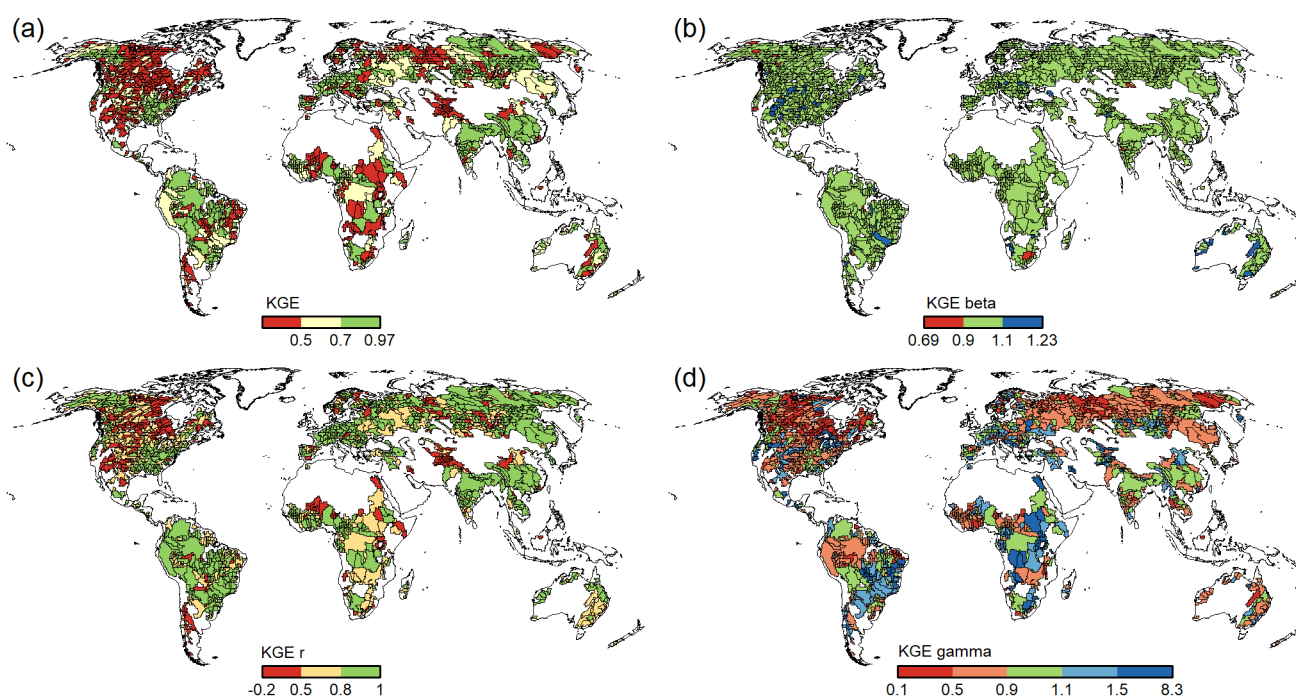 (a)
(b)
KGE
0.5 0.7 0.97
KGE beta
0.69 0.9 1.1 1.23
(c)
(d)
KGE r
-0.2 0.5 0.8 1
KGE gamma
0.1 0.5 0.9 1.1 1.5 8.3